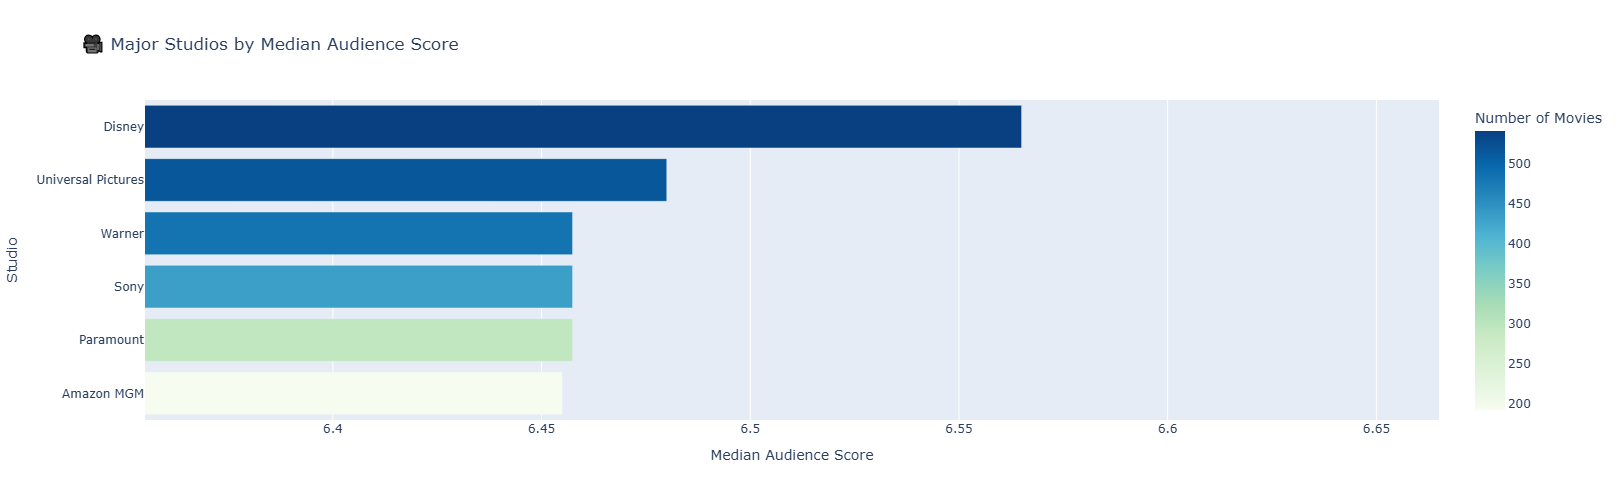 🎥 Major Studios by Median Audience Score
Number of Movies
Disney
Universal Pictures
Warner
Sony
Paramount
Amazon MGM
Studio
500
450
400
350
300
250
200
6.4
6.45
6.5
6.55
6.6
6.65
Median Audience Score